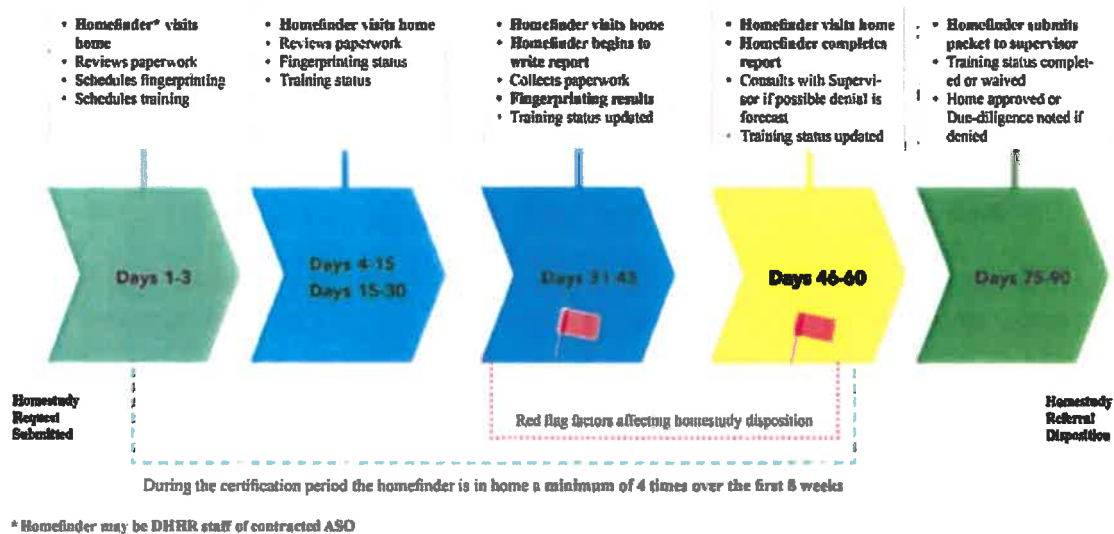 • Homefinder* visits
home
• Reviews paperwork
• Schedules fingerprinting
• Schedules training
• Homefinder visits home
• Reviews paperwork
• Fingerprinting status
• Training status
• Homefinder visits home
• Homefinder begins to
write report
• Collects paperwork
• Fingerprinting results
• Training status updated
• Homefinder visits home
• Homefinder completes
report
• Consults with Supervi-
sor if possible denial is
forecast
• Training status updated
• Homefinder submits
packet to supervisor
• Training status complet-
ed or waived
• Home approved or
Due-diligence noted if
denied
Days 1-3
Days 4-15
Days 15-30
Days 31-45
Days 46-60
Days 75-90
Homestudy
Request
Submitted
Red flag factors affecting homestudy disposition
Homestudy
Referral
Disposition
During the certification period the homefinder is in home a minimum of 4 times over the first 8 weeks
* Homefinder may be DHHR staff of contracted ASO